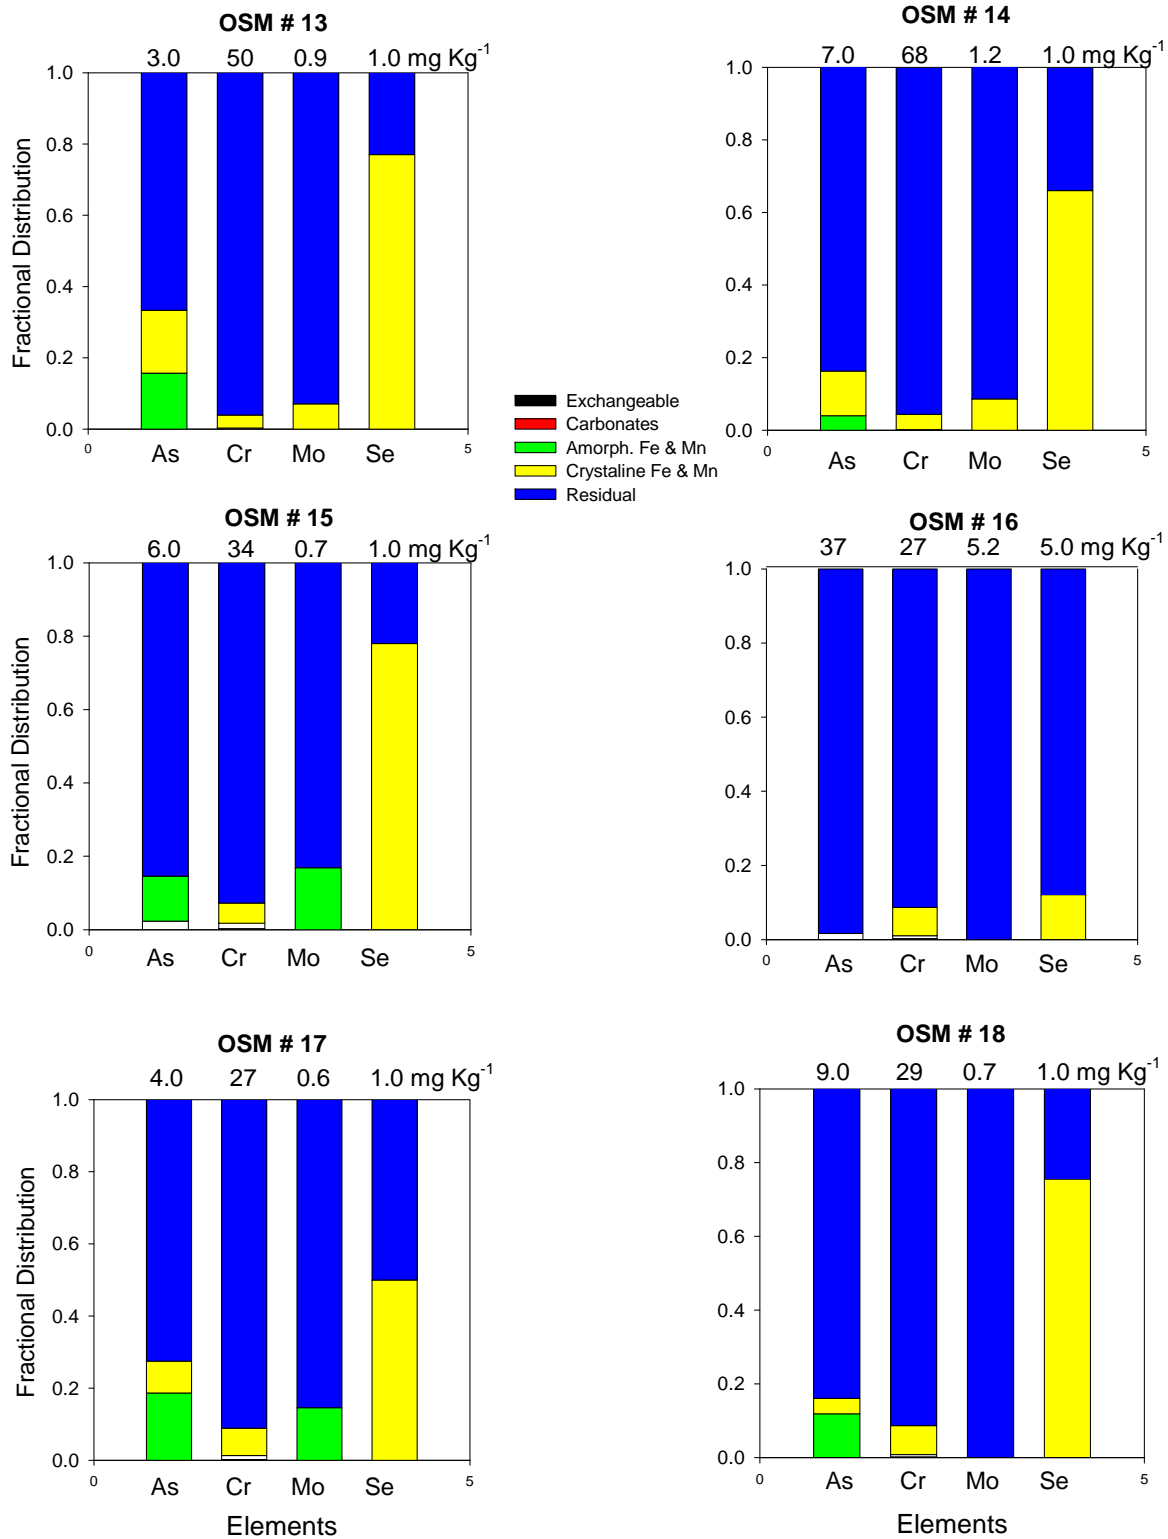 OSM # 13
3.0 50 0.9 1.0 mg Kg-1
1.0
0.8
0.6
0.4
0.2
0.0
Fractional Distribution
0 As Cr Mo Se 5
OSM # 14
7.0 68 1.2 1.0 mg Kg-1
1.0
0.8
0.6
0.4
0.2
0.0
0 As Cr Mo Se 5
Exchangeable
Carbonates
Amorph. Fe & Mn
Crystaline Fe & Mn
Residual
OSM # 15
6.0 34 0.7 1.0 mg Kg-1
1.0
0.8
0.6
0.4
0.2
0.0
Fractional Distribution
0 As Cr Mo Se 5
OSM # 16
37 27 5.2 5.0 mg Kg-1
1.0
0.8
0.6
0.4
0.2
0.0
0 As Cr Mo Se 5
OSM # 17
4.0 27 0.6 1.0 mg Kg-1
1.0
0.8
0.6
0.4
0.2
0.0
Fractional Distribution
0 As Cr Mo Se 5
Elements
OSM # 18
9.0 29 0.7 1.0 mg Kg-1
1.0
0.8
0.6
0.4
0.2
0.0
0 As Cr Mo Se 5
Elements